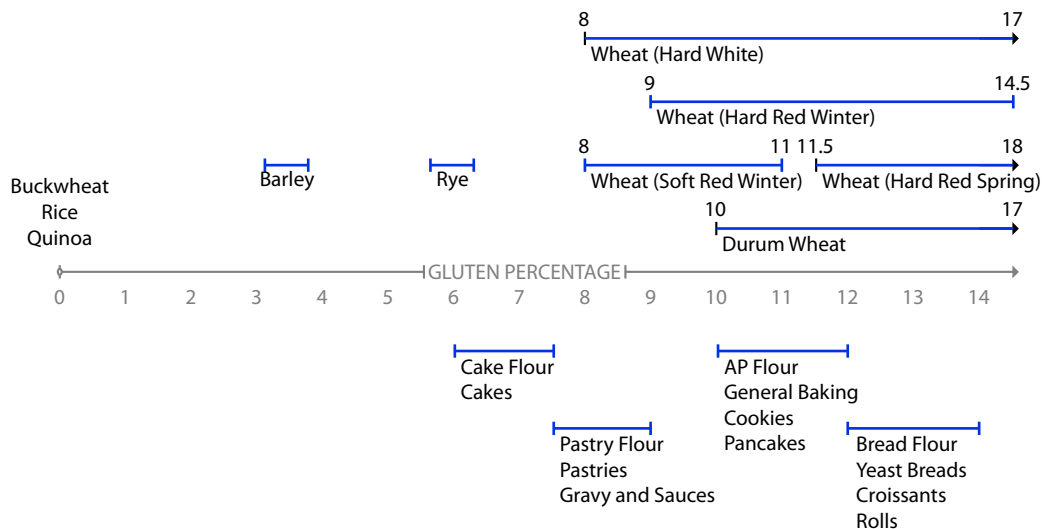 8 17
Wheat (Hard White)
9 14.5
Wheat (Hard Red Winter)
8 11 11.5 18
Barley Rye Wheat (Soft Red Winter) Wheat (Hard Red Spring)
Buckwheat
Rice
Quinoa
10 17
Durum Wheat
GLUTEN PERCENTAGE
0 1 2 3 4 5 6 7 8 9 10 11 12 13 14
Cake Flour
Cakes
AP Flour
General Baking
Cookies
Pancakes
Pastry Flour
Pastries
Gravy and Sauces
Bread Flour
Yeast Breads
Croissants
Rolls